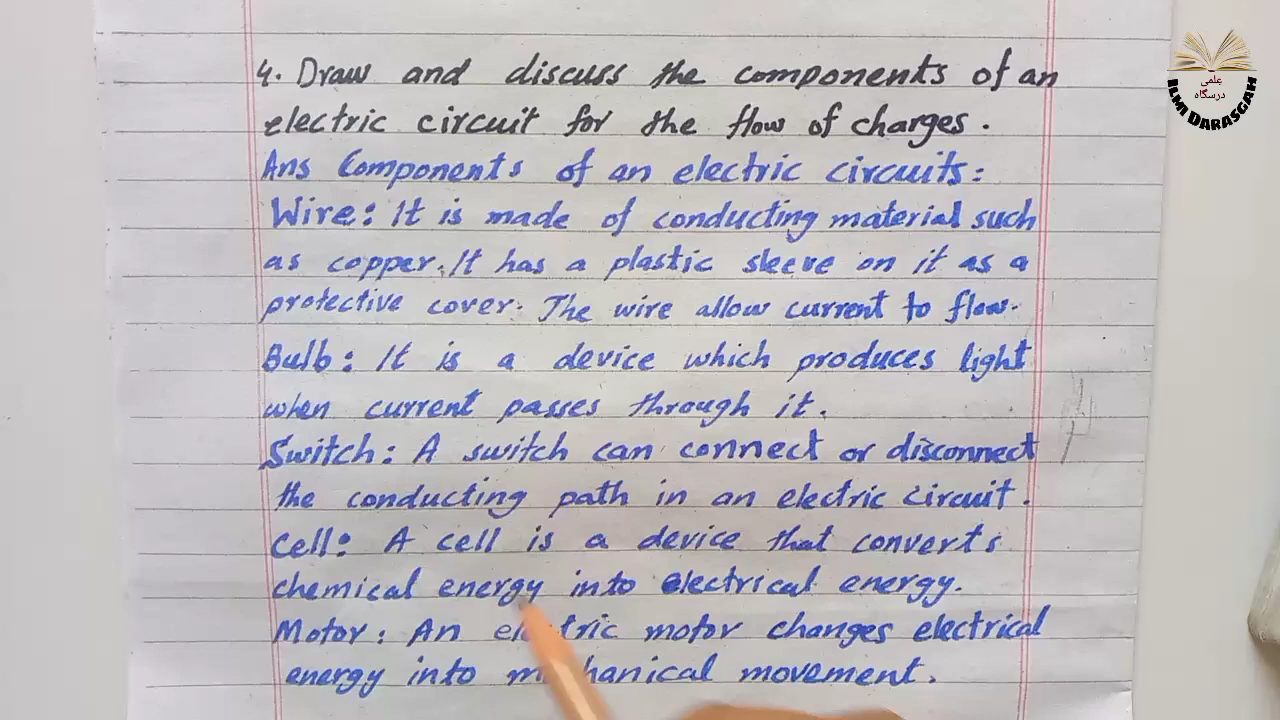 4. Draw and discuss the components of an
electric circuit for the flow of charges.
Ans Components of an electric circuits:
Wire: It is made of conducting material such
as copper. It has a plastic sleeve on it as a
protective cover. The wire allow current to flow.
Bulb: It is a device which produces light
when current passes through it.
Switch: A switch can connect or disconnect
the conducting path in an electric circuit.
Cell: A cell is a device that converts
chemical energy into electrical energy.
Motor: An electric motor changes electrical
energy into mechanical movement.
علمی
درسگاہ
ILMI DARASGAH